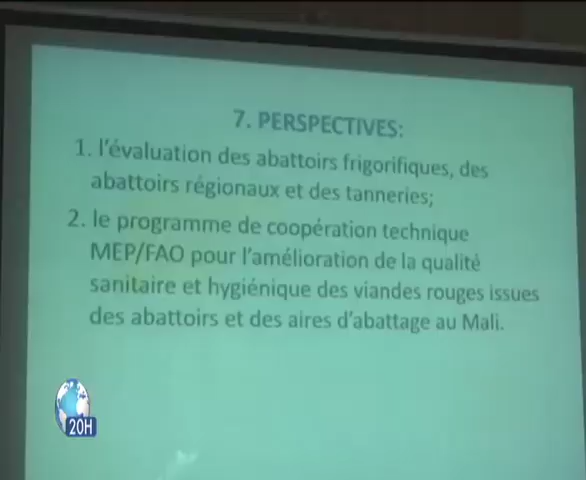 7. PERSPECTIVES:
1. l'évaluation des abattoirs frigorifiques, des
abattoirs régionaux et des tanneries;
2. le programme de coopération technique
MEP/FAO pour l'amélioration de la qualité
sanitaire et hygiénique des viandes rouges issues
des abattoirs et des aires d'abattage au Mali.
20H